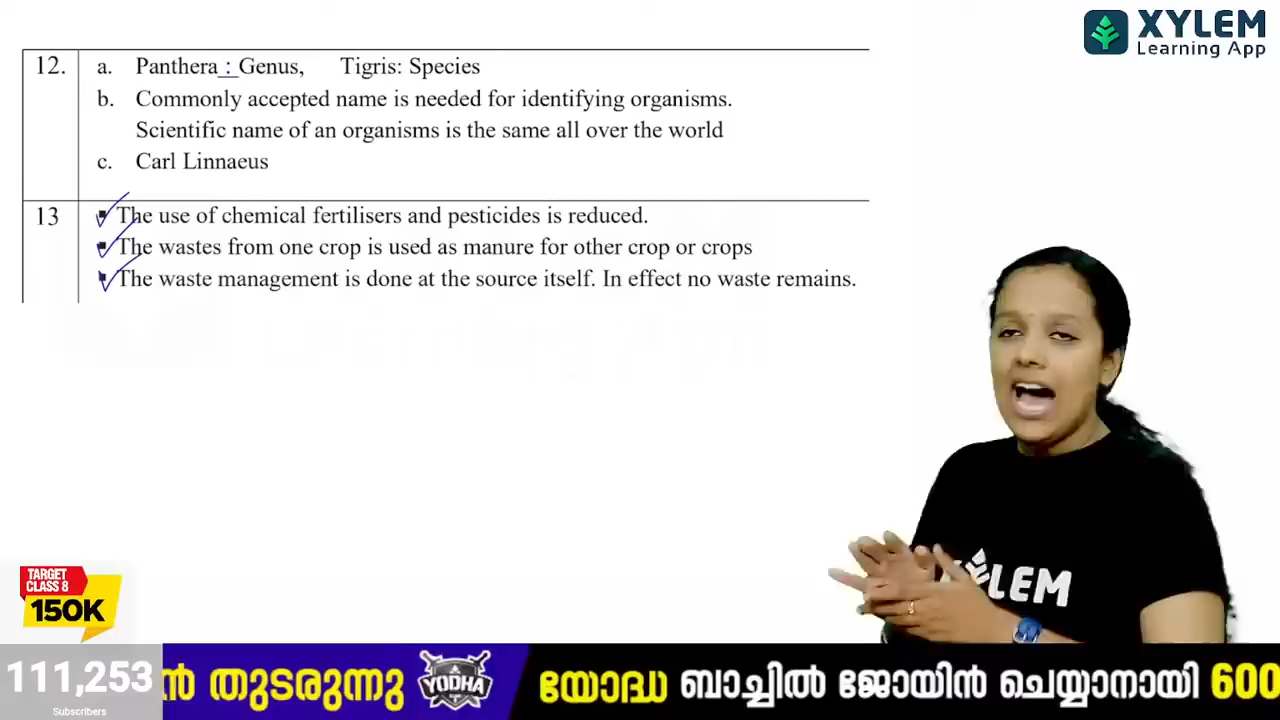 XYLEM
Learning App
12. a. Panthera : Genus, Tigris: Species
b. Commonly accepted name is needed for identifying organisms.
Scientific name of an organisms is the same all over the world
c. Carl Linnaeus
13 ▪ The use of chemical fertilisers and pesticides is reduced.
▪ The wastes from one crop is used as manure for other crop or crops
▪ The waste management is done at the source itself. In effect no waste remains.
XYLEM
TARGET
CLASS 8
150K
111,253
Subscribers
ൻ തുടരുന്നു YODHA യോദ്ധ ബാച്ചിൽ ജോയിൻ ചെയ്യാനായി 600